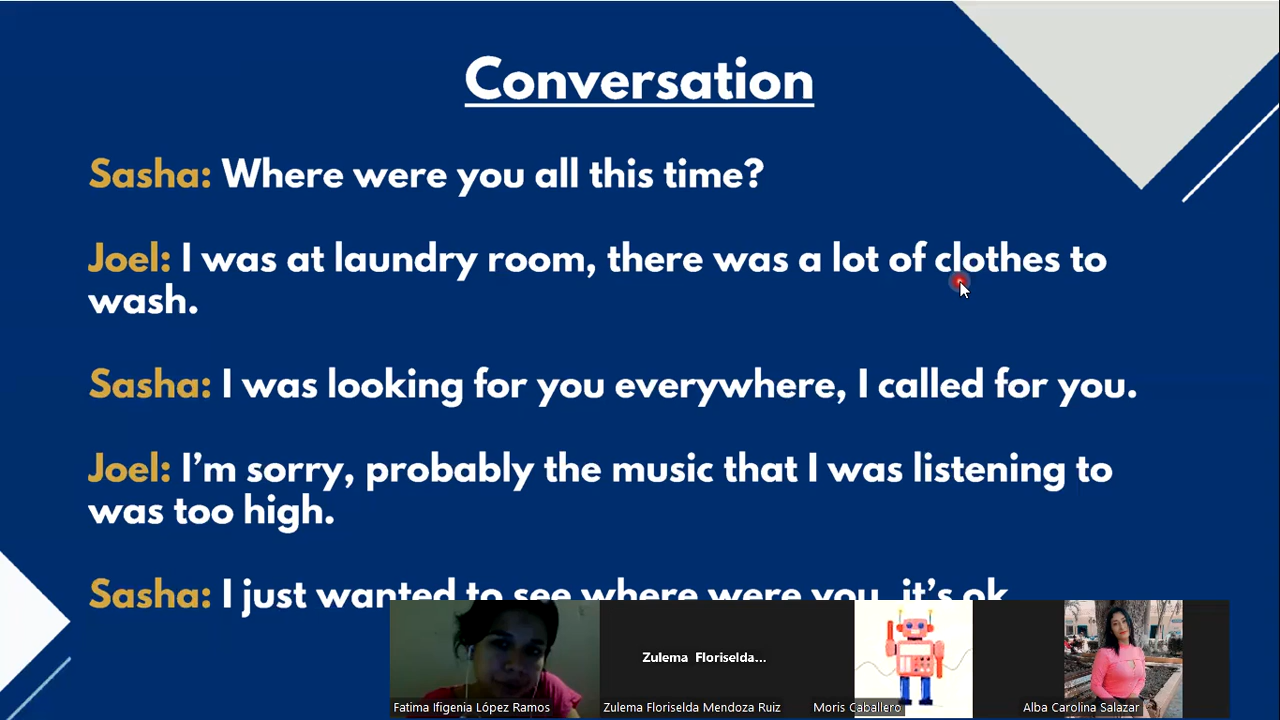 Conversation
Sasha: Where were you all this time?
Joel: I was at laundry room, there was a lot of clothes to
wash.
Sasha: I was looking for you everywhere, I called for you.
Joel: I'm sorry, probably the music that I was listening to
was too high.
Sasha: I just wanted to see where were you, it's ok
Zulema Floriselda...
Fatima Ifigenia López Ramos
Zulema Floriselda Mendoza Ruiz
Moris Caballero
Alba Carolina Salazar